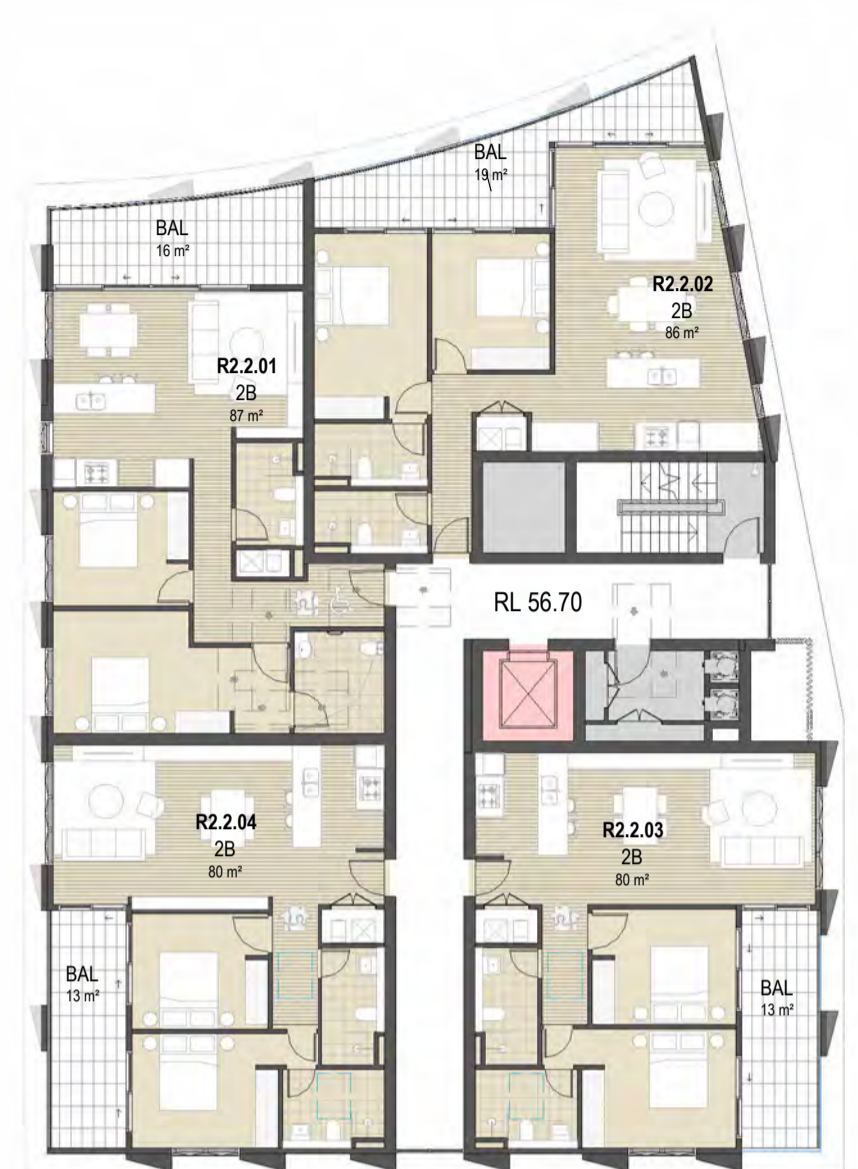 BAL
19 m²
BAL
16 m²
R2.2.02
2B
86 m²
R2.2.01
2B
87 m²
RL 56.70
R2.2.04
2B
80 m²
R2.2.03
2B
80 m²
BAL
13 m²
BAL
13 m²